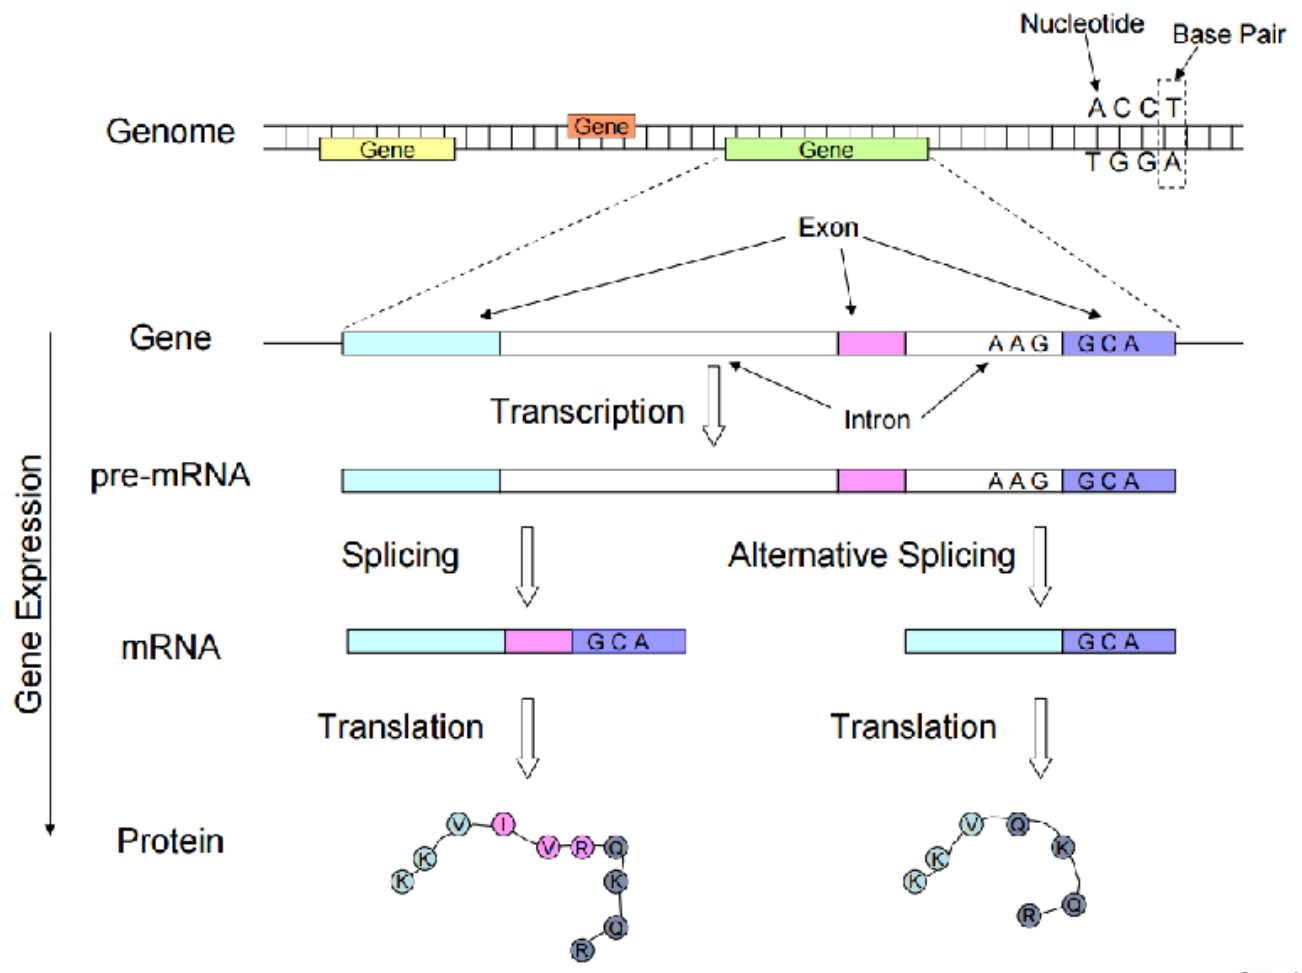 Nucleotide
Base Pair
A C C T
Genome
Gene
Gene
Gene
T G G A
Exon
Gene
A A G G C A
Transcription
Intron
pre-mRNA
A A G G C A
Gene Expression
Splicing
Alternative Splicing
mRNA
G C A
G C A
Translation
Translation
Protein
K K V I V R Q K Q R
K K V Q K Q R